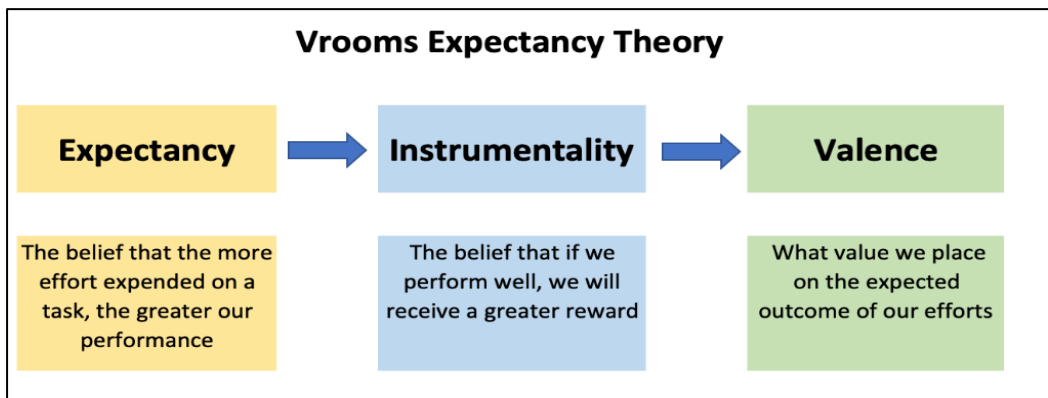 Vrooms Expectancy Theory
Expectancy
Instrumentality
Valence
The belief that the more
effort expended on a
task, the greater our
performance
The belief that if we
perform well, we will
receive a greater reward
What value we place
on the expected
outcome of our efforts